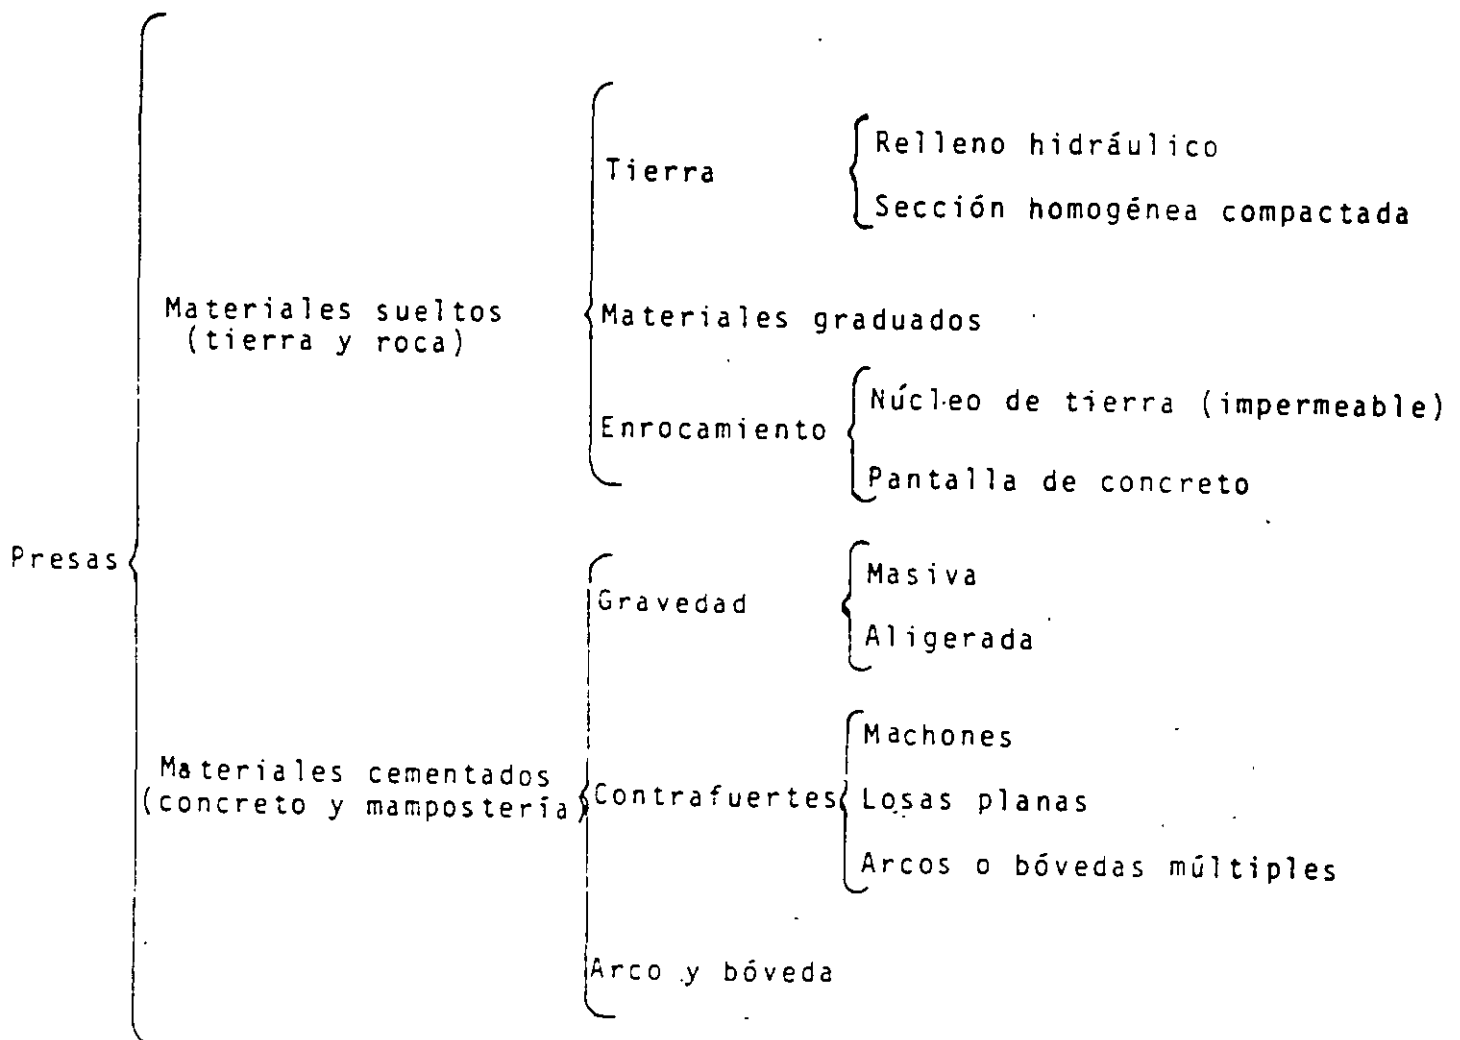 Presas
Materiales sueltos
(tierra y roca)
Tierra
Relleno hidráulico
Sección homogénea compactada
Materiales graduados
Enrocamiento
Núcleo de tierra (impermeable)
Pantalla de concreto
Materiales cementados
(concreto y mampostería)
Gravedad
Masiva
Aligerada
Contrafuertes
Machones
Losas planas
Arcos o bóvedas múltiples
Arco y bóveda